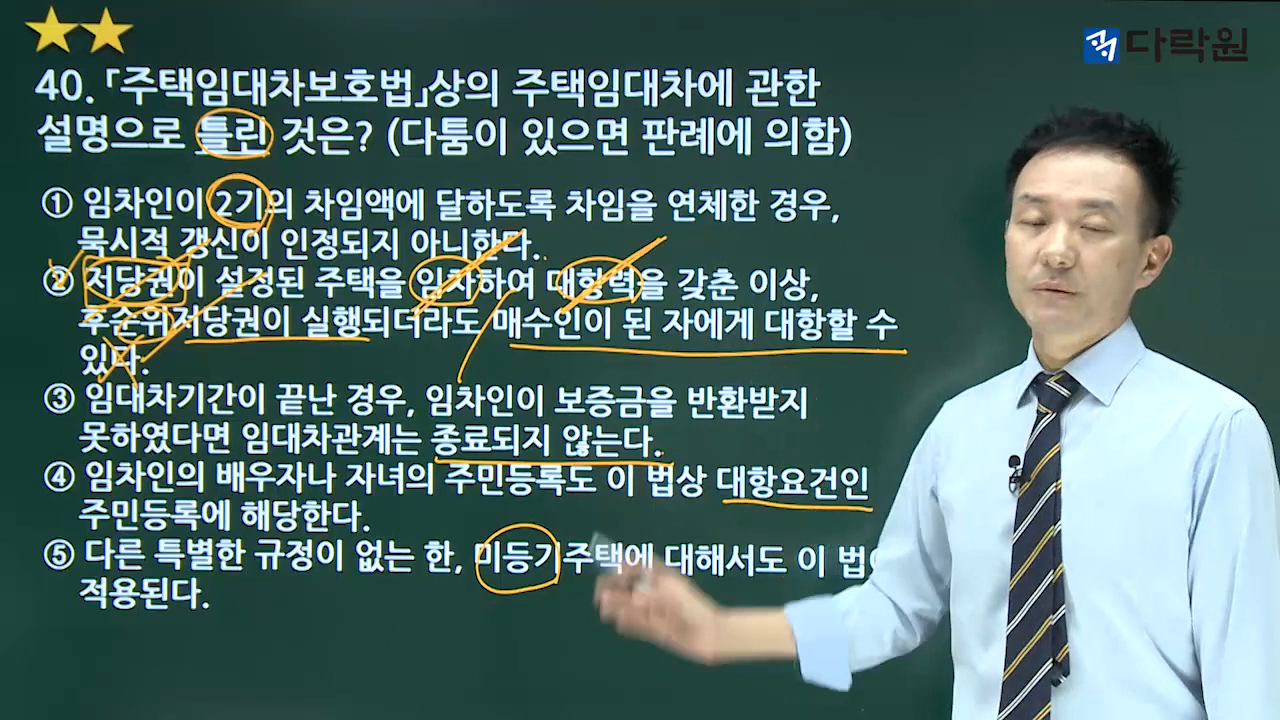 다락원
40. 「주택임대차보호법」상의 주택임대차에 관한
설명으로 틀린 것은? (다툼이 있으면 판례에 의함)
① 임차인이 2기의 차임액에 달하도록 차임을 연체한 경우,
묵시적 갱신이 인정되지 아니한다.
② 저당권이 설정된 주택을 임차하여 대항력을 갖춘 이상,
후순위저당권이 실행되더라도 매수인이 된 자에게 대항할 수
있다.
③ 임대차기간이 끝난 경우, 임차인이 보증금을 반환받지
못하였다면 임대차관계는 종료되지 않는다.
④ 임차인의 배우자나 자녀의 주민등록도 이 법상 대항요건인
주민등록에 해당한다.
⑤ 다른 특별한 규정이 없는 한, 미등기주택에 대해서도 이
적용된다.